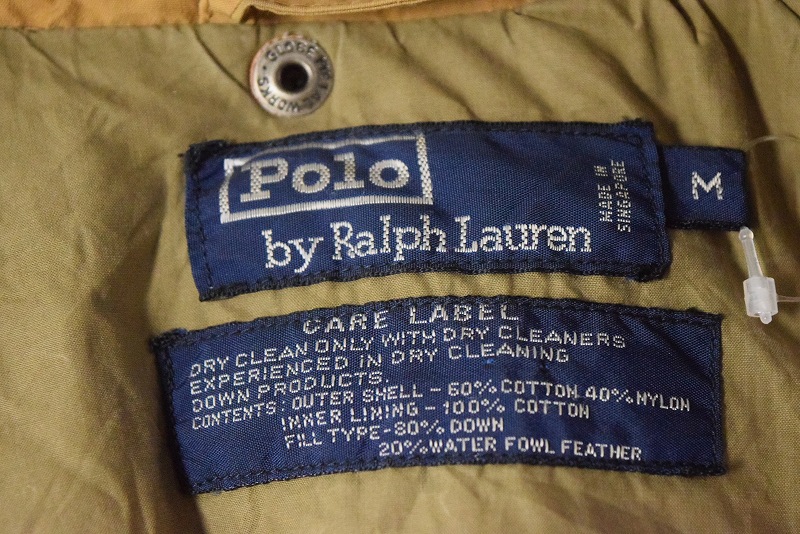 Polo
by Ralph Lauren
MADE IN
SINGAPORE
M
CARE LABEL
DRY CLEAN ONLY WITH DRY CLEANERS
EXPERIENCED IN DRY CLEANING
DOWN PRODUCTS.
CONTENTS: OUTER SHELL - 60% COTTON 40% NYLON
INNER LINING - 100% COTTON
FILL TYPE - 80% DOWN
20% WATER FOWL FEATHER